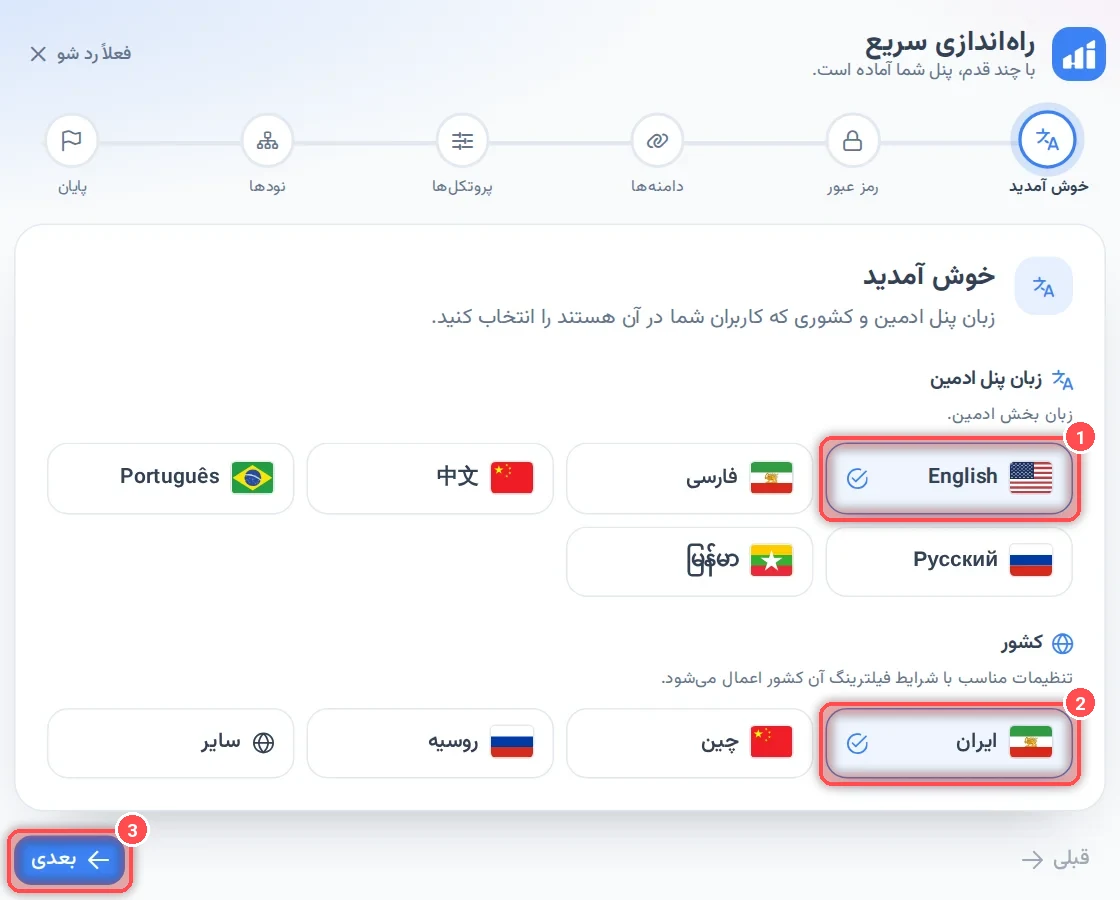 راه‌اندازی سریع
با چند قدم، پنل شما آماده است.
فعلاً رد شو
خوش آمدید
رمز عبور
دامنه‌ها
پروتکل‌ها
نودها
پایان
خوش آمدید
زبان پنل ادمین و کشوری که کاربران شما در آن هستند را انتخاب کنید.
زبان پنل ادمین
زبان بخش ادمین.
1
English
فارسی
中文
Português
Русский
မြန်မာ
کشور
تنظیمات مناسب با شرایط فیلترینگ آن کشور اعمال می‌شود.
2
ایران
چین
روسیه
سایر
قبلی
3
بعدی